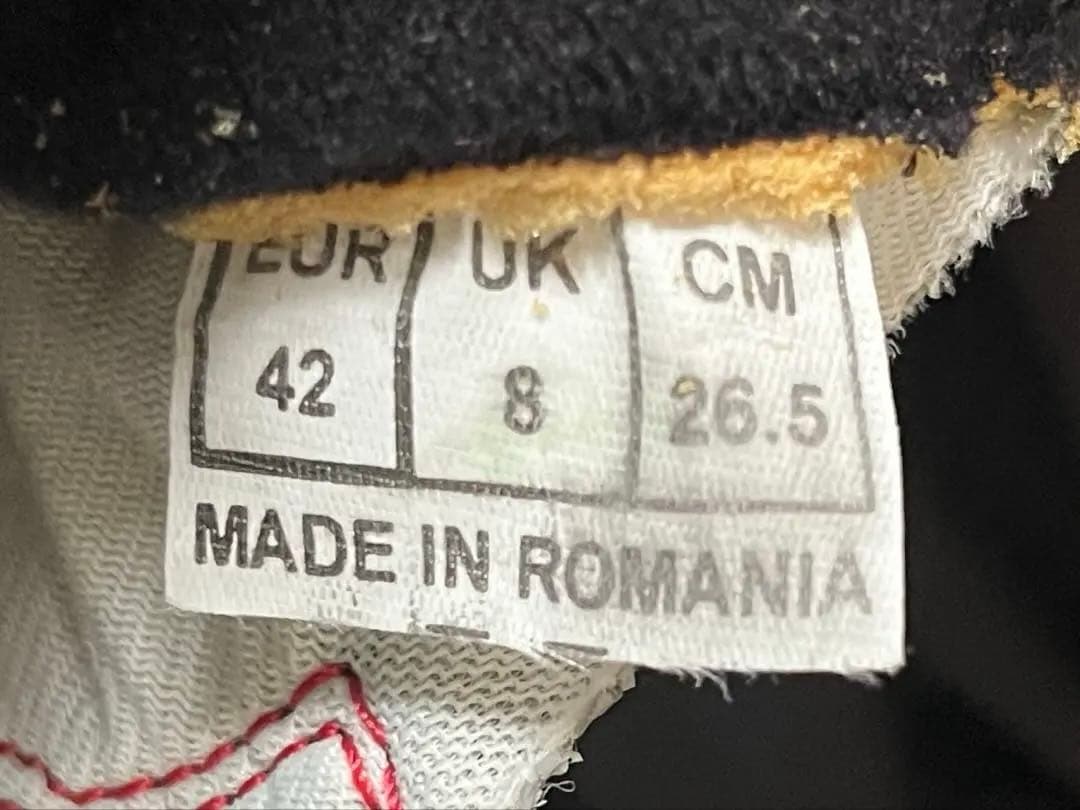 EUR UK CM
42 8 26.5
MADE IN ROMANIA